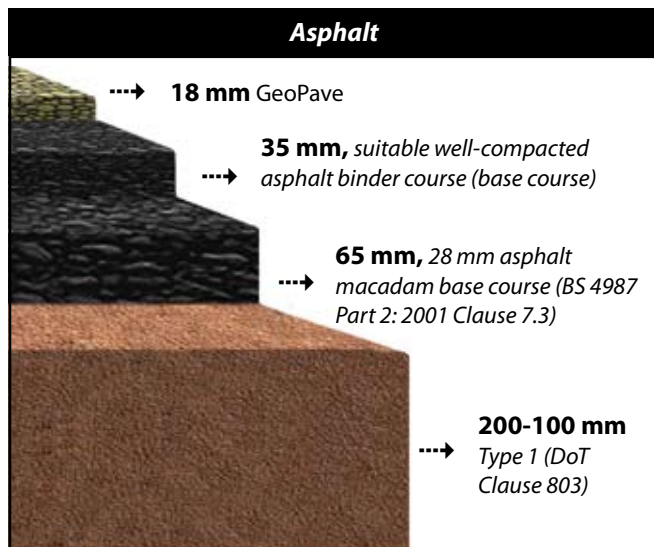 Asphalt
18 mm GeoPave
35 mm, suitable well-compacted
asphalt binder course (base course)
65 mm, 28 mm asphalt
macadam base course (BS 4987
Part 2: 2001 Clause 7.3)
200-100 mm
Type 1 (DoT
Clause 803)